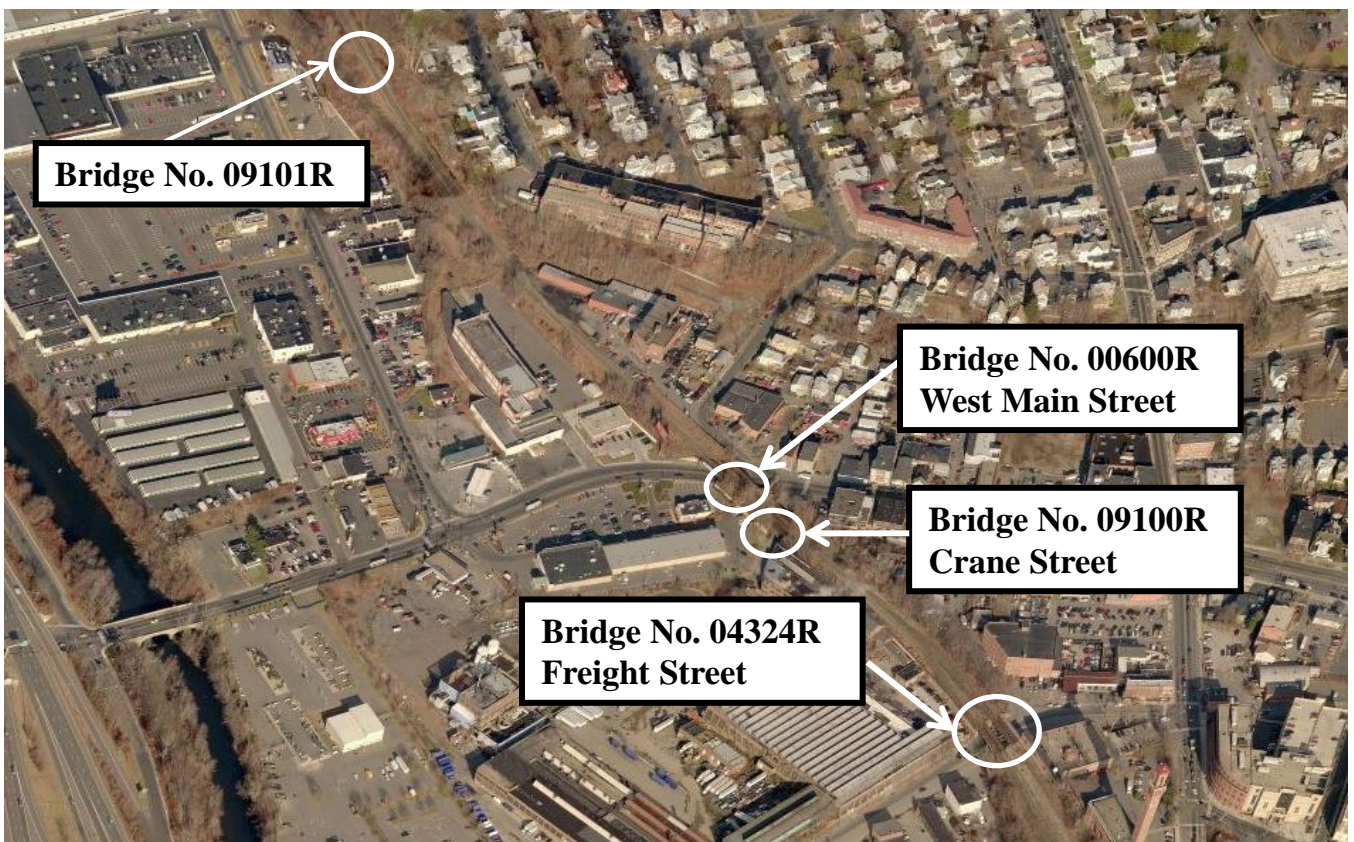 Bridge No. 09101R
Bridge No. 00600R
West Main Street
Bridge No. 09100R
Crane Street
Bridge No. 04324R
Freight Street